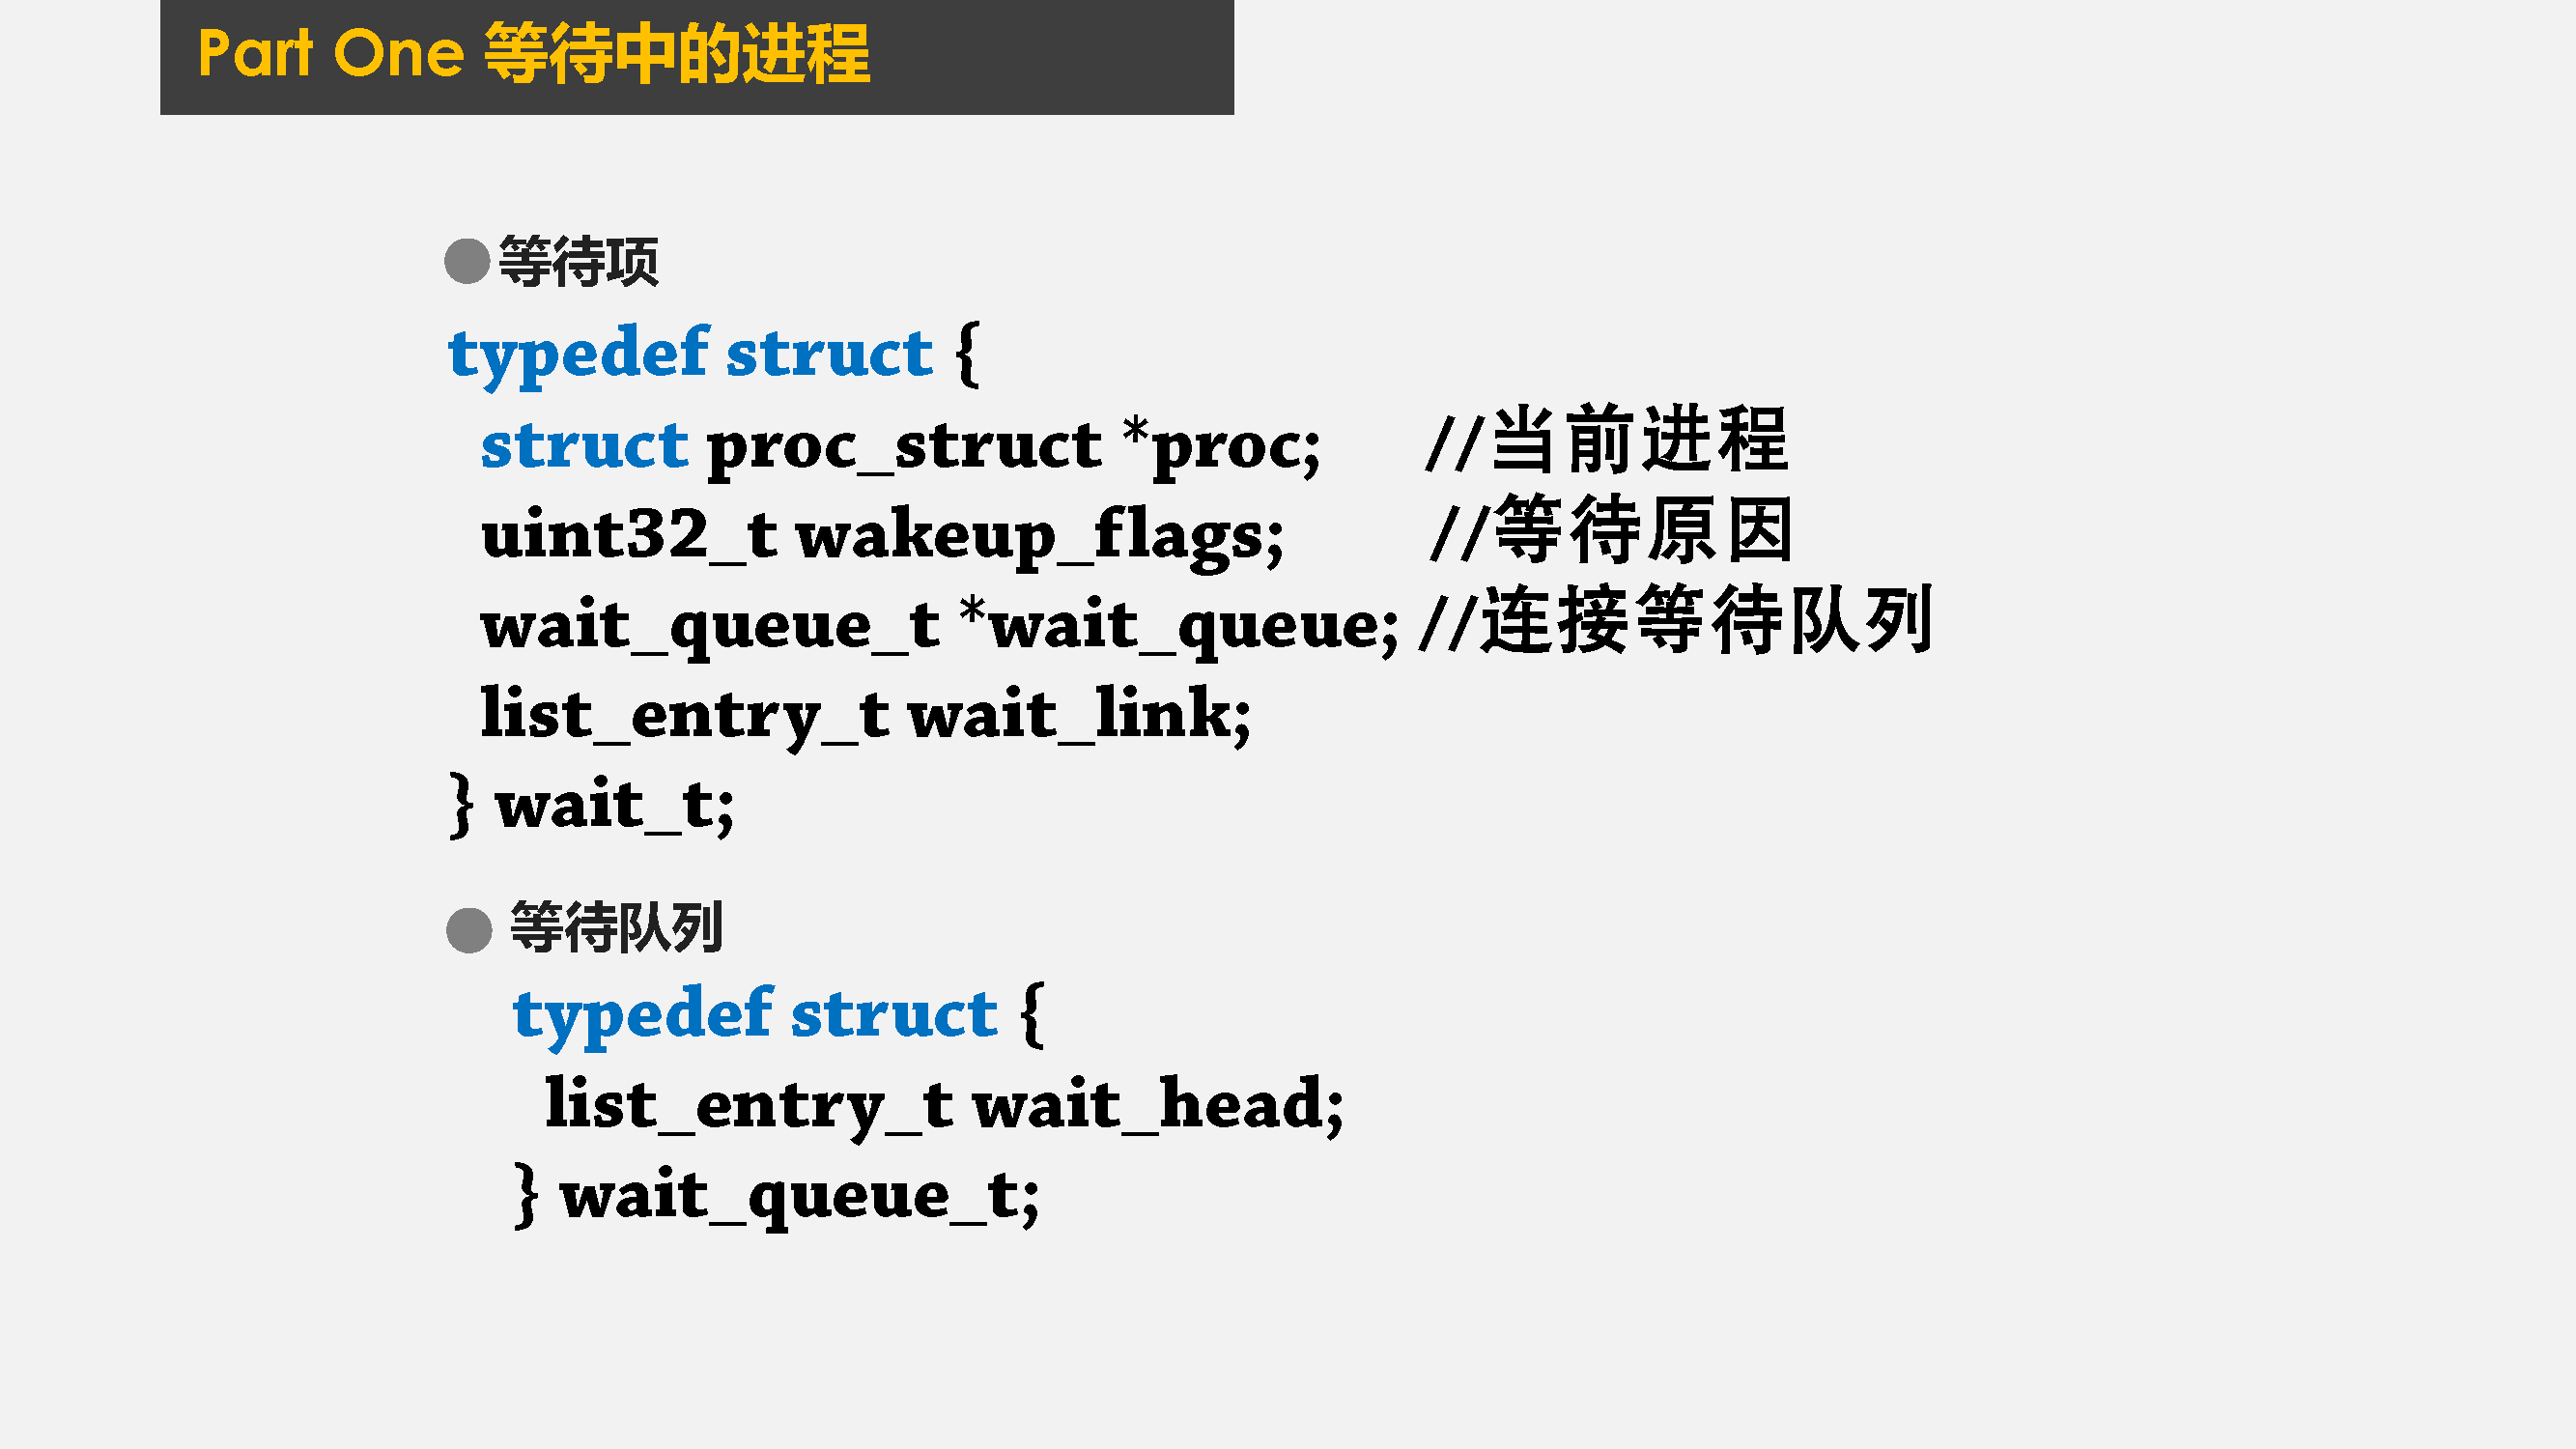 Part One 等待中的进程
等待项
typedef struct {
struct proc_struct *proc; //当前进程
uint32_t wakeup_flags; //等待原因
wait_queue_t *wait_queue; //连接等待队列
list_entry_t wait_link;
} wait_t;
等待队列
typedef struct {
list_entry_t wait_head;
} wait_queue_t;